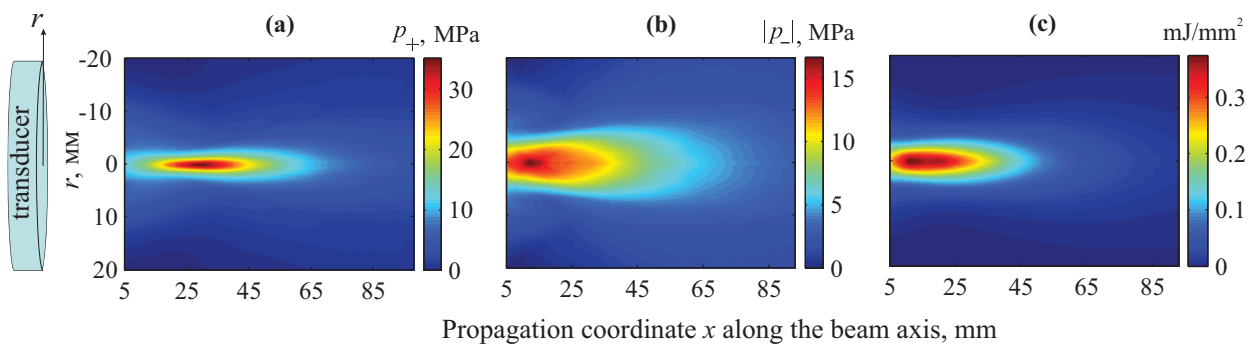 r
transducer
(a)
p+, MPa
r, мм
-20
-10
0
10
20
5 25 45 65 85
30
20
10
0
(b)
|p-|, MPa
5 25 45 65 85
15
10
5
0
(c)
mJ/mm²
5 25 45 65 85
0.3
0.2
0.1
0
Propagation coordinate x along the beam axis, mm